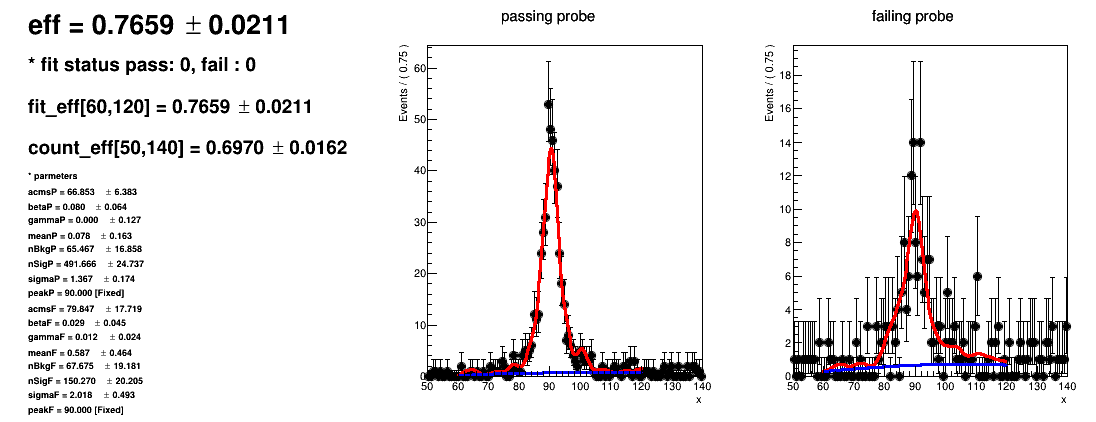 eff = 0.7659 ± 0.0211
* fit status pass: 0, fail : 0
fit_eff[60,120] = 0.7659 ± 0.0211
count_eff[50,140] = 0.6970 ± 0.0162
* parmeters
acmsP = 66.853 ± 6.383
betaP = 0.080 ± 0.064
gammaP = 0.000 ± 0.127
meanP = 0.078 ± 0.163
nBkgP = 65.467 ± 16.858
nSigP = 491.666 ± 24.737
sigmaP = 1.367 ± 0.174
peakP = 90.000 [Fixed]
acmsF = 79.847 ± 17.719
betaF = 0.029 ± 0.045
gammaF = 0.012 ± 0.024
meanF = 0.587 ± 0.464
nBkgF = 67.675 ± 19.181
nSigF = 150.270 ± 20.205
sigmaF = 2.018 ± 0.493
peakF = 90.000 [Fixed]
passing probe
Events / ( 0.75 )
60
50
40
30
20
10
0
50 60 70 80 90 100 110 120 130 140
x
failing probe
Events / ( 0.75 )
18
16
14
12
10
8
6
4
2
0
50 60 70 80 90 100 110 120 130 140
x